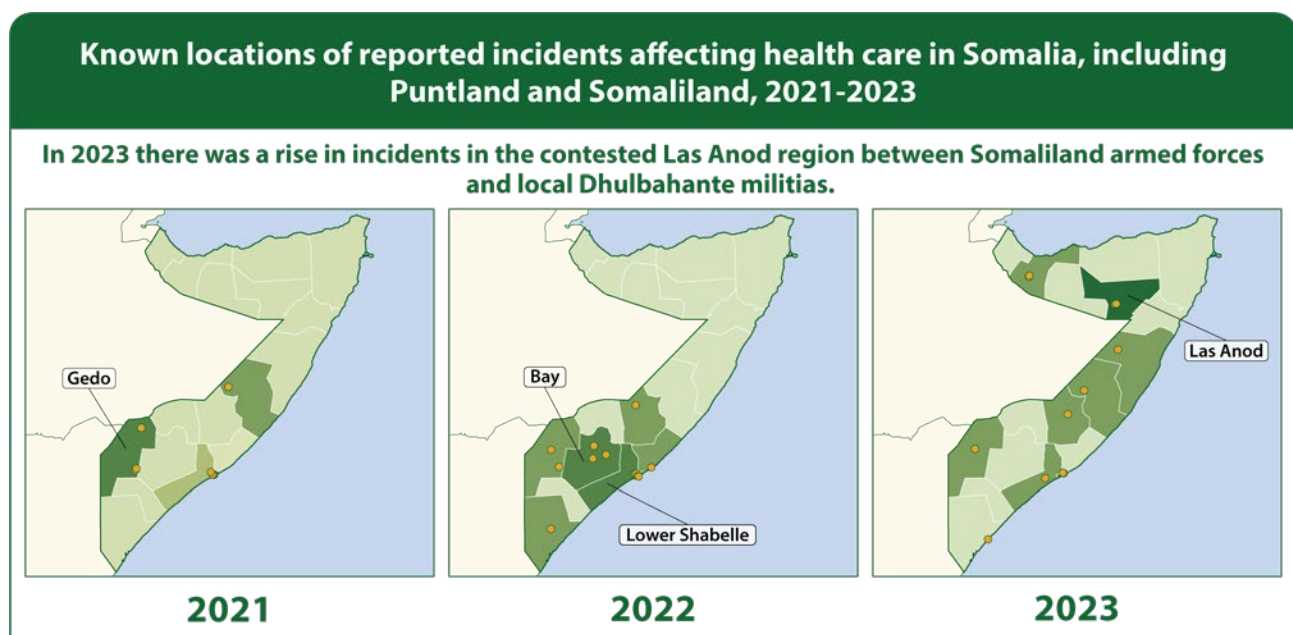 Known locations of reported incidents affecting health care in Somalia, including
Puntland and Somaliland, 2021-2023
In 2023 there was a rise in incidents in the contested Las Anod region between Somaliland armed forces
and local Dhulbahante militias.
Gedo
Bay
Lower Shabelle
Las Anod
2021
2022
2023